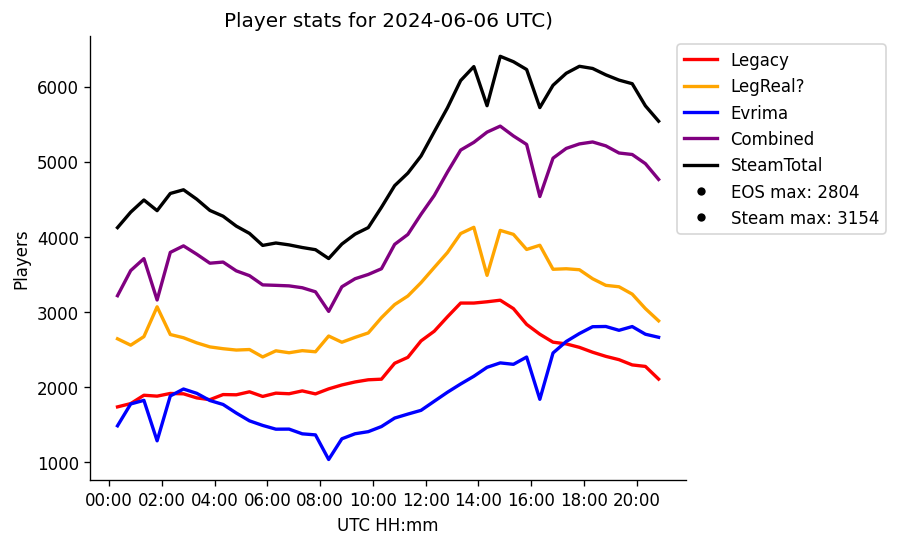 Player stats for 2024-06-06 UTC)
Legacy
LegReal?
Evrima
Combined
SteamTotal
EOS max: 2804
Steam max: 3154
Players
6000
5000
4000
3000
2000
1000
00:00 02:00 04:00 06:00 08:00 10:00 12:00 14:00 16:00 18:00 20:00
UTC HH:mm